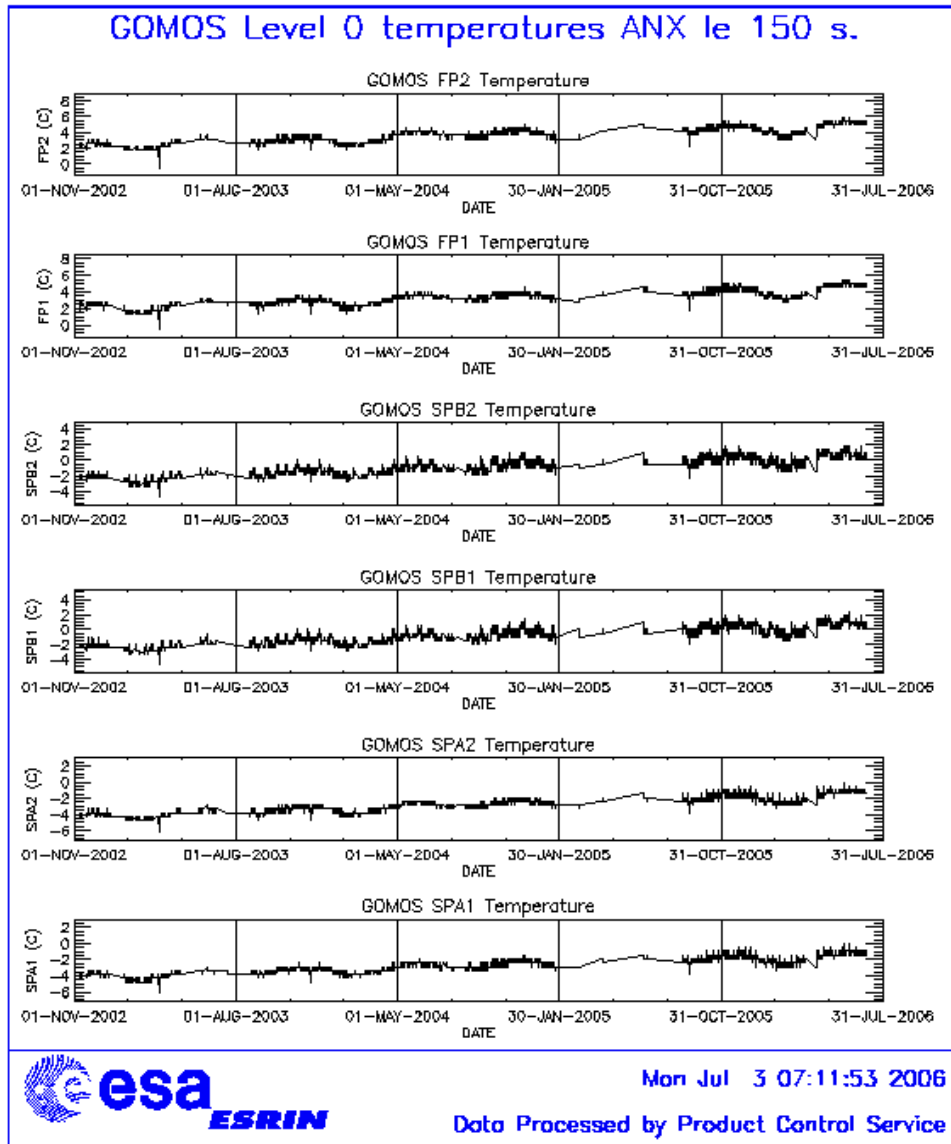 GOMOS Level 0 temperatures ANX le 150 s.
GOMOS FP2 Temperature
FP2 (C)
8
6
4
2
0
01-NOV-2002 01-AUG-2003 01-MAY-2004 30-JAN-2005 31-OCT-2005 31-JUL-2006
DATE
GOMOS FP1 Temperature
FP1 (C)
8
6
4
2
0
01-NOV-2002 01-AUG-2003 01-MAY-2004 30-JAN-2005 31-OCT-2005 31-JUL-2006
DATE
GOMOS SPB2 Temperature
SPB2 (C)
4
2
0
-2
-4
01-NOV-2002 01-AUG-2003 01-MAY-2004 30-JAN-2005 31-OCT-2005 31-JUL-2006
DATE
GOMOS SPB1 Temperature
SPB1 (C)
4
2
0
-2
-4
01-NOV-2002 01-AUG-2003 01-MAY-2004 30-JAN-2005 31-OCT-2005 31-JUL-2006
DATE
GOMOS SPA2 Temperature
SPA2 (C)
2
0
-2
-4
-6
01-NOV-2002 01-AUG-2003 01-MAY-2004 30-JAN-2005 31-OCT-2005 31-JUL-2006
DATE
GOMOS SPA1 Temperature
SPA1 (C)
2
0
-2
-4
-6
01-NOV-2002 01-AUG-2003 01-MAY-2004 30-JAN-2005 31-OCT-2005 31-JUL-2006
DATE
esa
ESRIN
Mon Jul 3 07:11:53 2006
Data Processed by Product Control Service